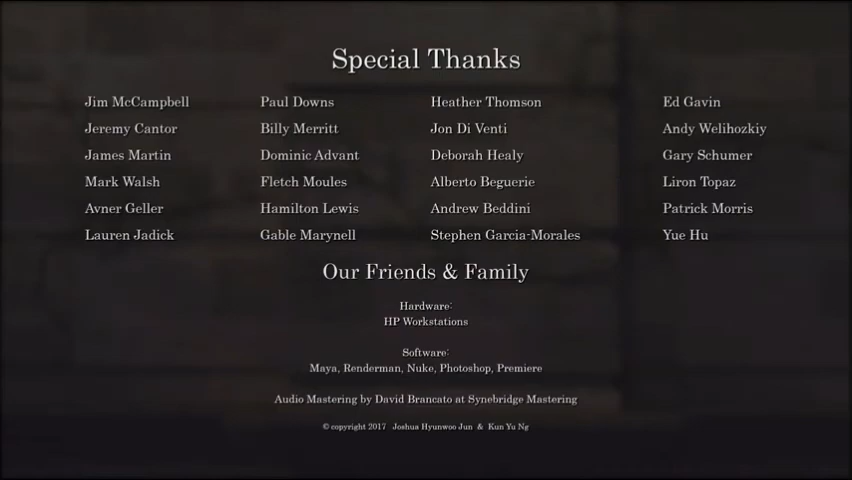 Special Thanks
Jim McCampbell Paul Downs Heather Thomson Ed Gavin
Jeremy Cantor Billy Merritt Jon Di Venti Andy Welihozkiy
James Martin Dominic Advant Deborah Healy Gary Schumer
Mark Walsh Fletch Moules Alberto Beguerie Liron Topaz
Avner Geller Hamilton Lewis Andrew Beddini Patrick Morris
Lauren Jadick Gable Marynell Stephen Garcia-Morales Yue Hu
Our Friends & Family
Hardware:
HP Workstations
Software:
Maya, Renderman, Nuke, Photoshop, Premiere
Audio Mastering by David Brancato at Synebridge Mastering
© copyright 2017 Joshua Hyunwoo Jun & Kun Yu Ng